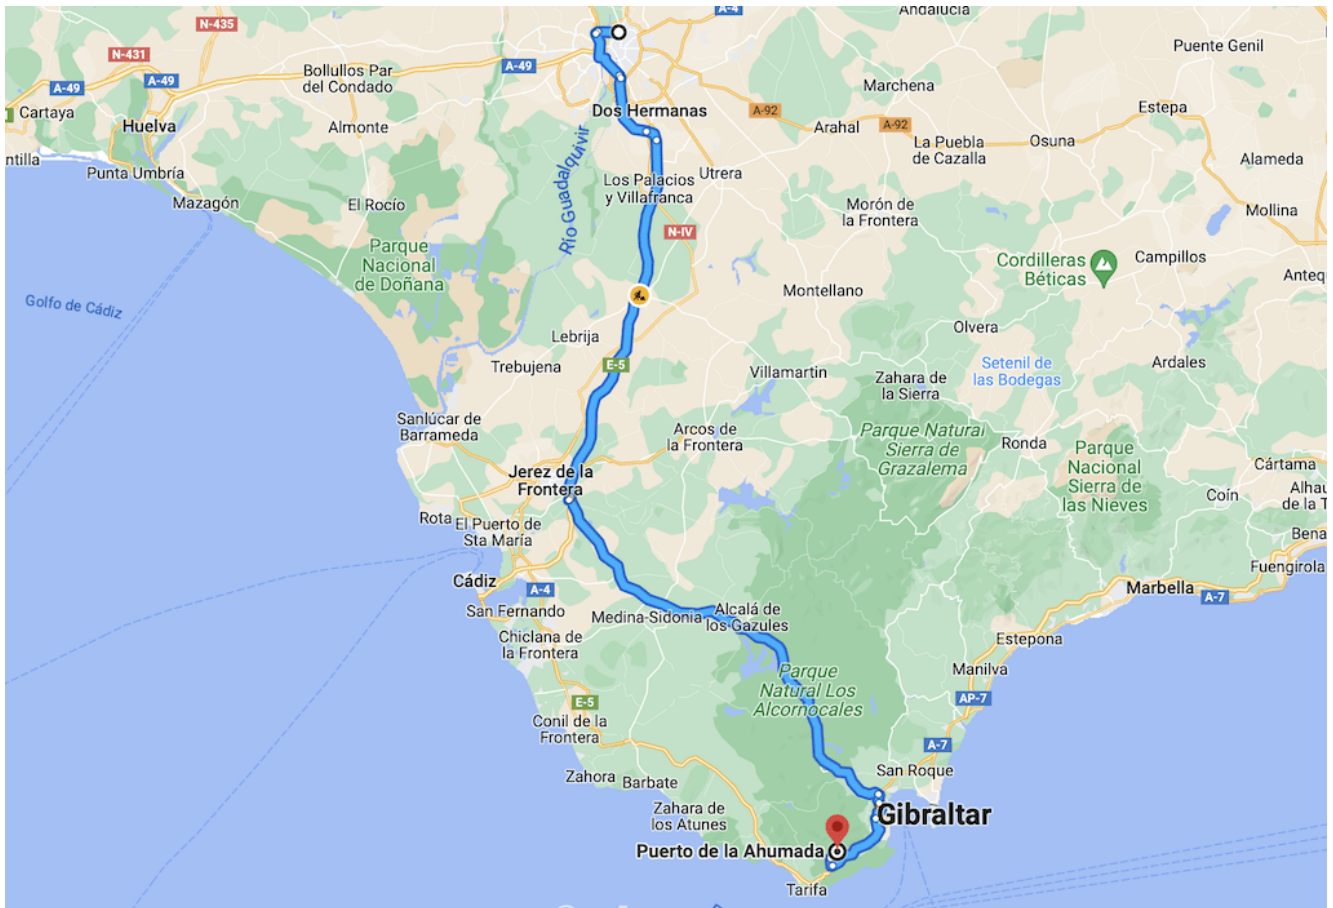 N-435
A-4
Andalucía
N-431
A-49
A-49
Bollullos Par
del Condado
A-49
Puente Genil
Marchena
Cartaya
Huelva
Almonte
Dos Hermanas
A-92
Arahal
A-92
Estepa
La Puebla
de Cazalla
Osuna
ntilla
Punta Umbría
Mazagón
El Rocío
Río Guadalquivir
Los Palacios
y Villafranca
Utrera
Morón de
la Frontera
Alameda
Mollina
N-IV
Parque
Nacional
de Doñana
Cordilleras
Béticas
Campillos
Anteq
Golfo de Cádiz
Montellano
Olvera
Lebrija
Trebujena
E-5
Villamartin
Zahara de
la Sierra
Setenil de
las Bodegas
Ardales
Sanlúcar de
Barrameda
Arcos de
la Frontera
Parque Natural
Sierra de
Grazalema
Ronda
Parque
Nacional
Sierra de
las Nieves
Cártama
Jerez de la
Frontera
Coín
Alhau
de la T
Rota
El Puerto de
Sta María
Bena
Fuengirola
Cádiz
A-4
Marbella
A-7
San Fernando
Medina-Sidonia
Alcalá de
los Gazules
Chiclana de
la Frontera
Estepona
Manilva
Parque
Natural Los
Alcornocales
E-5
AP-7
Conil de la
Frontera
A-7
Zahora
Barbate
San Roque
Zahara de
los Atunes
Gibraltar
Puerto de la Ahumada
Tarifa